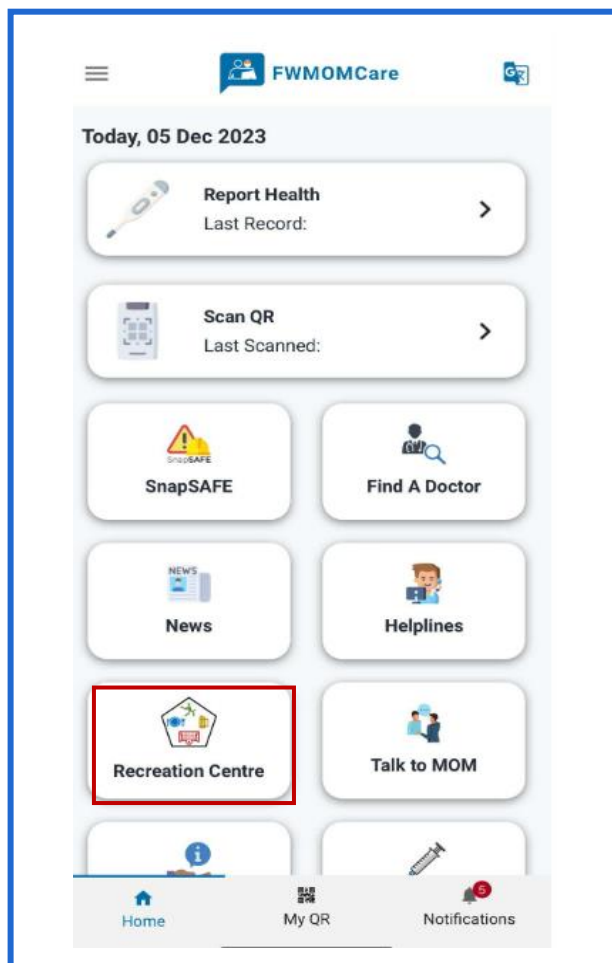 FWMOMCare
Today, 05 Dec 2023
Report Health
Last Record:
Scan QR
Last Scanned:
SnapSAFE
SnapSAFE
Find A Doctor
NEWS
News
Helplines
Recreation Centre
Talk to MOM
Home
My QR
5
Notifications